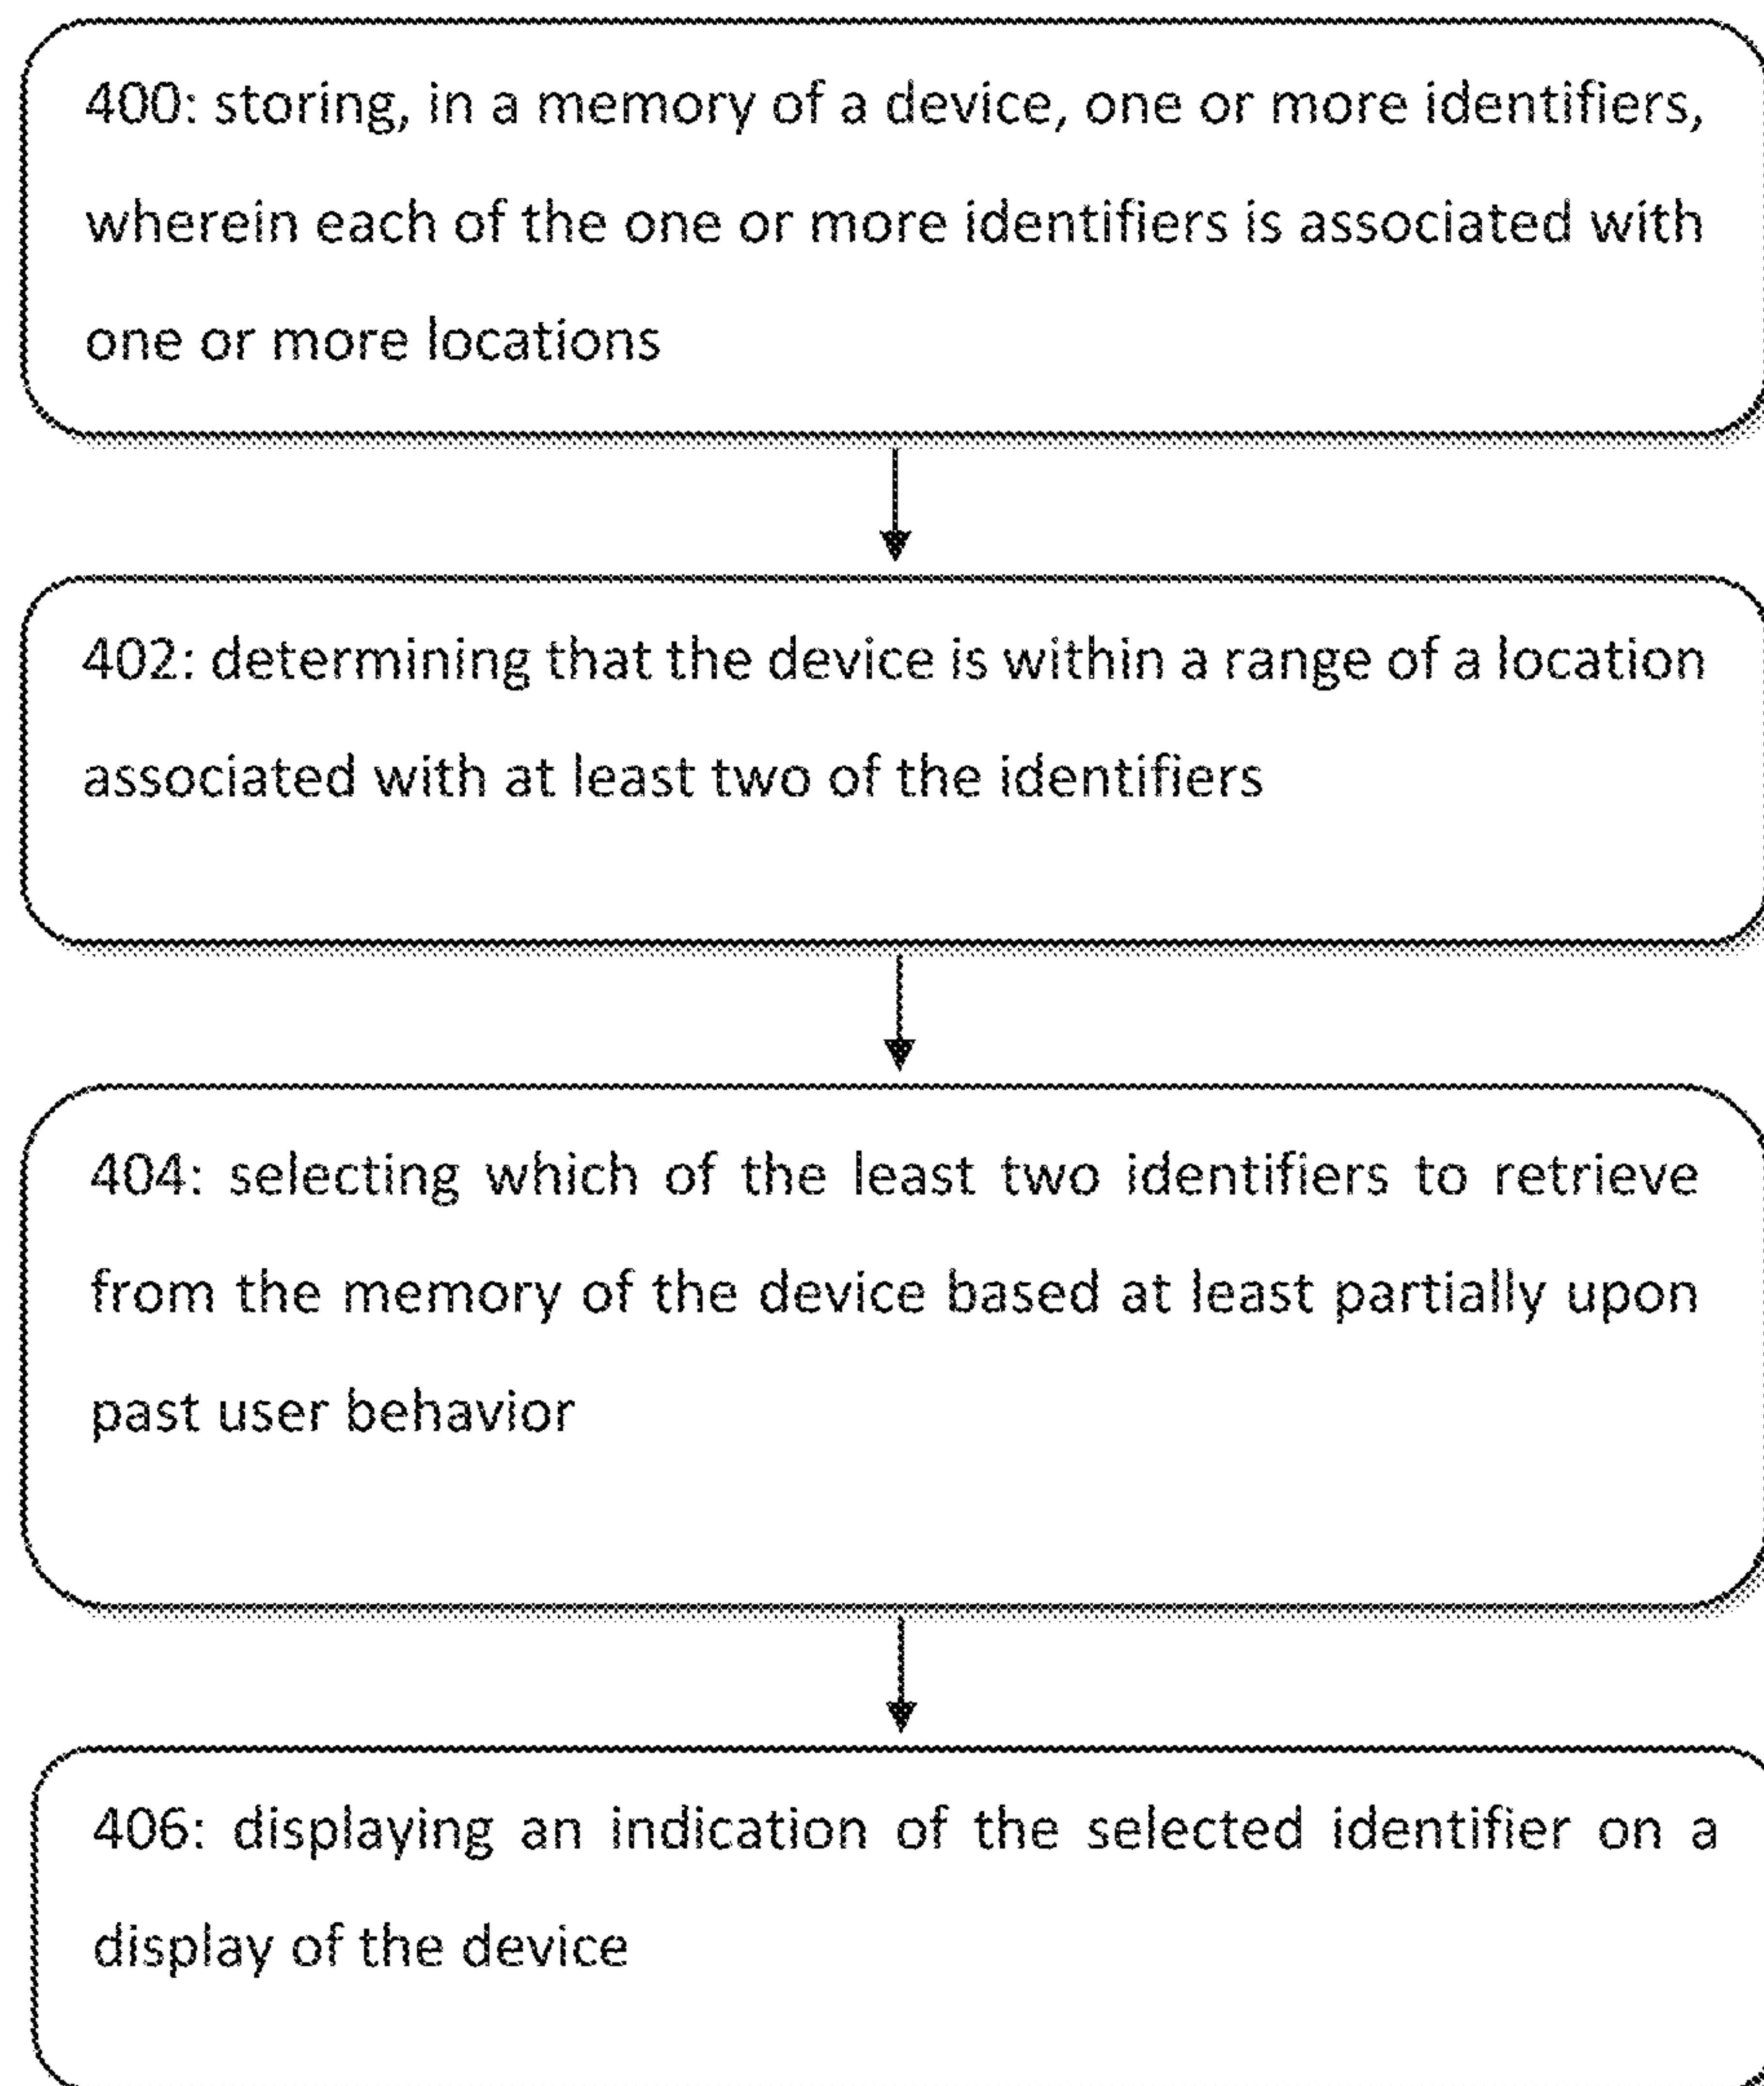 400: storing, in a memory of a device, one or more identifiers,
wherein each of the one or more identifiers is associated with
one or more locations
402: determining that the device is within a range of a location
associated with at least two of the identifiers
404: selecting which of the least two identifiers to retrieve
from the memory of the device based at least partially upon
past user behavior
406: displaying an indication of the selected identifier on a
display of the device